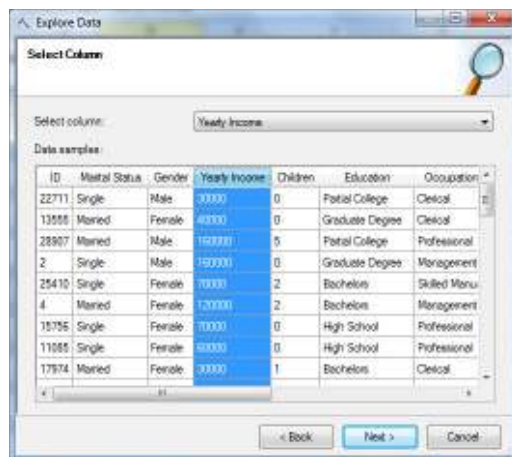 Explore Data
Select Column
Select column: Yearly Income
Data samples:
ID Marital Status Gender Yearly Income Children Education Occupation
22711 Single Male 30000 0 Partial College Clerical
13555 Married Female 40000 0 Graduate Degree Clerical
28907 Married Male 160000 5 Partial College Professional
2 Single Male 160000 0 Graduate Degree Management
25410 Single Female 70000 2 Bachelors Skilled Manu
4 Married Female 120000 2 Bachelors Management
15756 Single Female 70000 0 High School Professional
11085 Single Female 60000 0 High School Professional
17974 Married Female 30000 1 Bachelors Clerical
< Back Next > Cancel